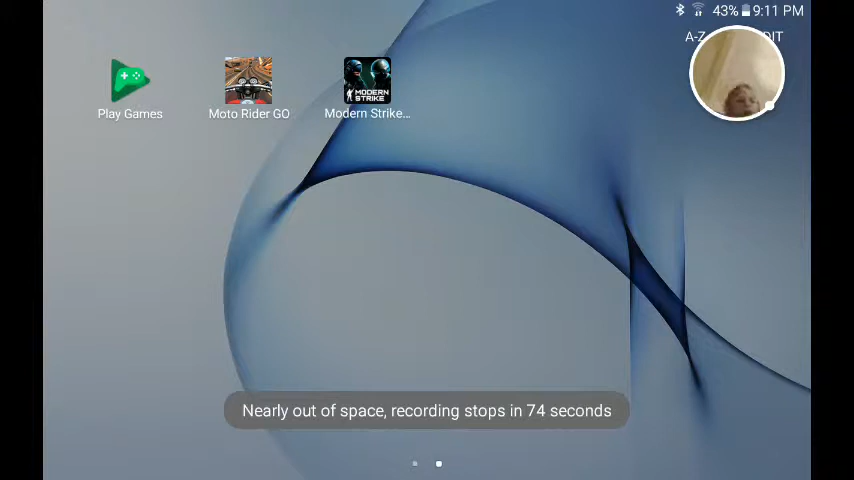 43% 9:11 PM
A-Z
DIT
MODERN
STRIKE
Play Games
Moto Rider GO
Modern Strike...
Nearly out of space, recording stops in 74 seconds